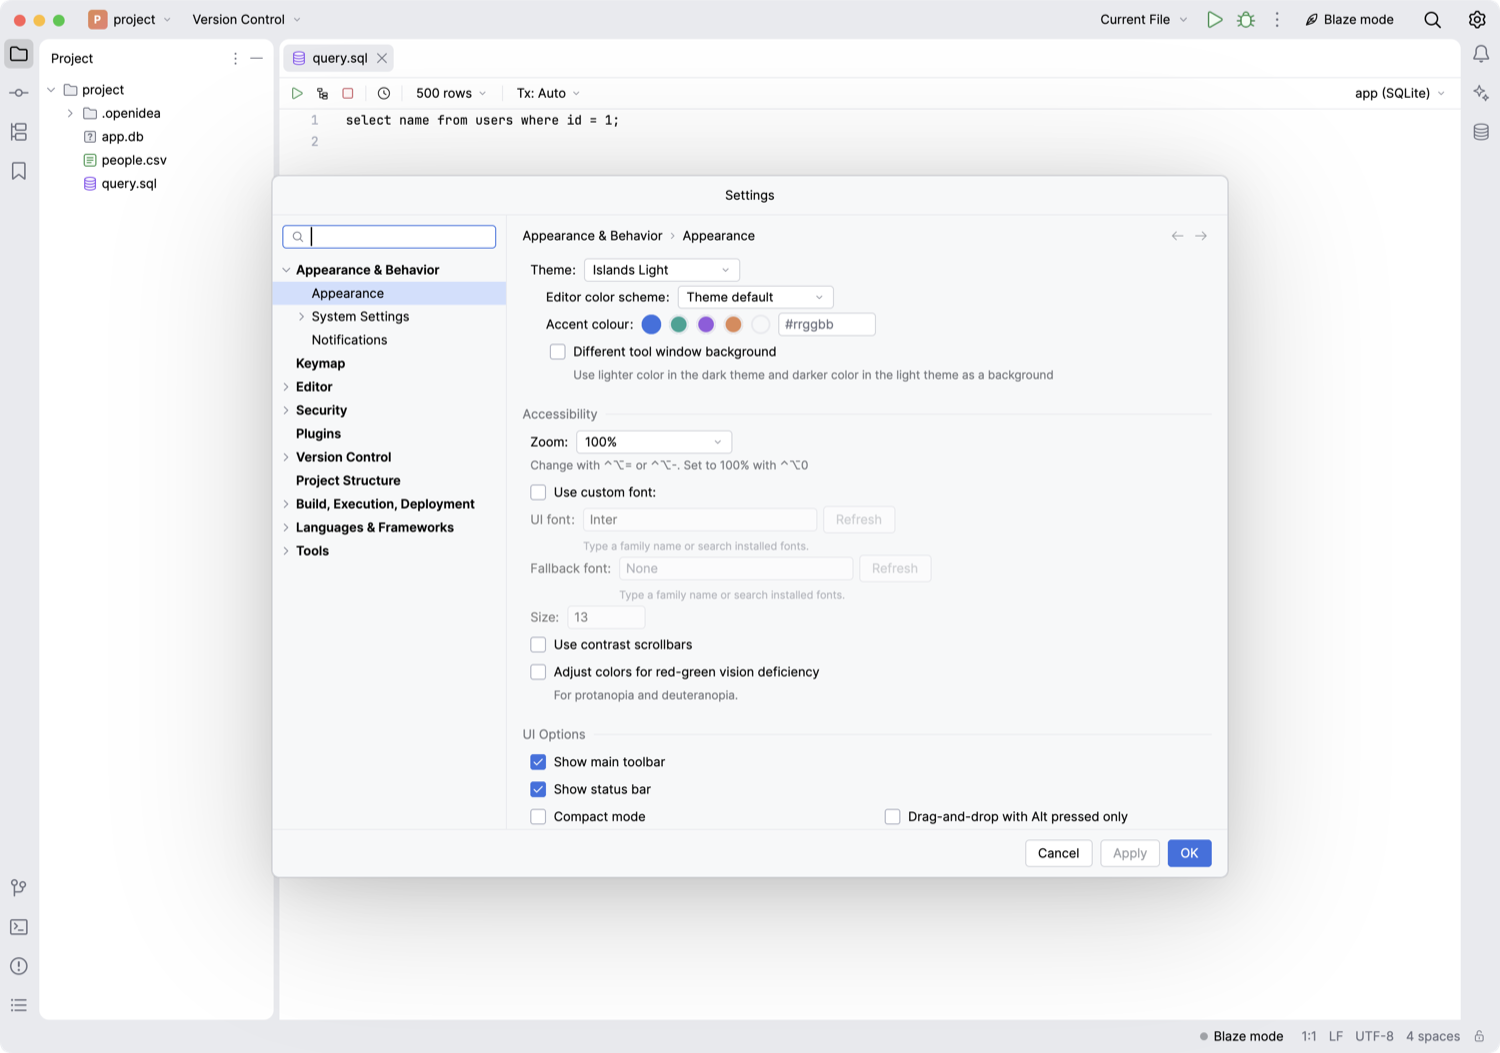 P project Version Control Current File Blaze mode
Project
query.sql
project
500 rows Tx: Auto app (SQLite)
.openidea
1 select name from users where id = 1;
app.db
2
people.csv
query.sql
Settings
Appearance & Behavior › Appearance
Appearance & Behavior
Appearance
System Settings
Notifications
Keymap
Editor
Security
Plugins
Version Control
Project Structure
Build, Execution, Deployment
Languages & Frameworks
Tools
Theme: Islands Light
Editor color scheme: Theme default
Accent colour: #rrggbb
Different tool window background
Use lighter color in the dark theme and darker color in the light theme as a background
Accessibility
Zoom: 100%
Change with ^⌥= or ^⌥-. Set to 100% with ^⌥0
Use custom font:
UI font: Inter Refresh
Type a family name or search installed fonts.
Fallback font: None Refresh
Type a family name or search installed fonts.
Size: 13
Use contrast scrollbars
Adjust colors for red-green vision deficiency
For protanopia and deuteranopia.
UI Options
Show main toolbar
Show status bar
Compact mode Drag-and-drop with Alt pressed only
Cancel Apply OK
Blaze mode 1:1 LF UTF-8 4 spaces